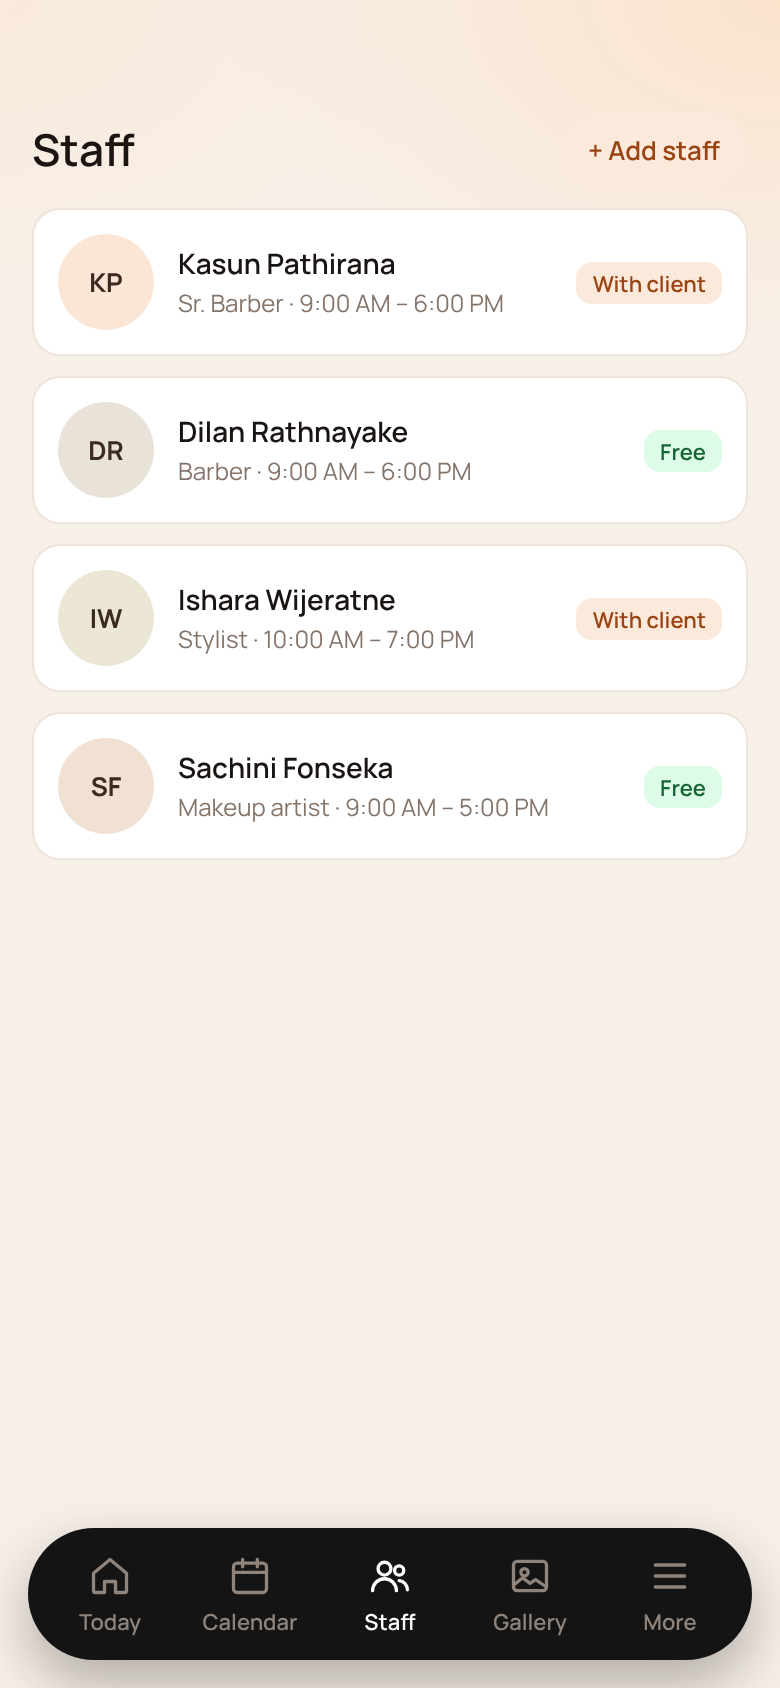 Staff
+ Add staff
KP
Kasun Pathirana
Sr. Barber · 9:00 AM – 6:00 PM
With client
DR
Dilan Rathnayake
Barber · 9:00 AM – 6:00 PM
Free
IW
Ishara Wijeratne
Stylist · 10:00 AM – 7:00 PM
With client
SF
Sachini Fonseka
Makeup artist · 9:00 AM – 5:00 PM
Free
Today
Calendar
Staff
Gallery
More